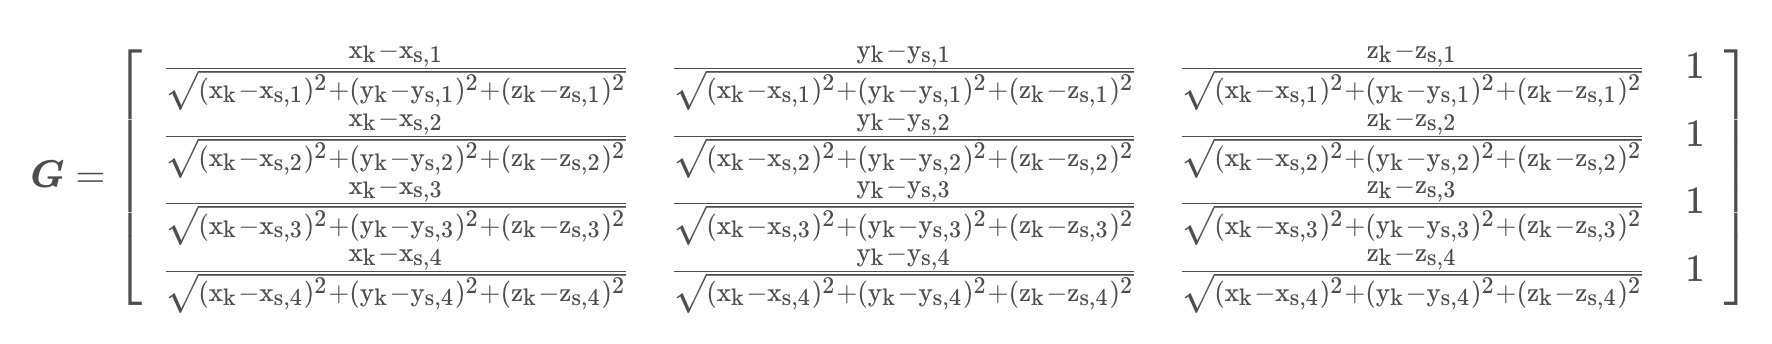 G = [ (x_k−x_{s,1})/√((x_k−x_{s,1})²+(y_k−y_{s,1})²+(z_k−z_{s,1})²) (y_k−y_{s,1})/√((x_k−x_{s,1})²+(y_k−y_{s,1})²+(z_k−z_{s,1})²) (z_k−z_{s,1})/√((x_k−x_{s,1})²+(y_k−y_{s,1})²+(z_k−z_{s,1})²) 1
(x_k−x_{s,2})/√((x_k−x_{s,2})²+(y_k−y_{s,2})²+(z_k−z_{s,2})²) (y_k−y_{s,2})/√((x_k−x_{s,2})²+(y_k−y_{s,2})²+(z_k−z_{s,2})²) (z_k−z_{s,2})/√((x_k−x_{s,2})²+(y_k−y_{s,2})²+(z_k−z_{s,2})²) 1
(x_k−x_{s,3})/√((x_k−x_{s,3})²+(y_k−y_{s,3})²+(z_k−z_{s,3})²) (y_k−y_{s,3})/√((x_k−x_{s,3})²+(y_k−y_{s,3})²+(z_k−z_{s,3})²) (z_k−z_{s,3})/√((x_k−x_{s,3})²+(y_k−y_{s,3})²+(z_k−z_{s,3})²) 1
(x_k−x_{s,4})/√((x_k−x_{s,4})²+(y_k−y_{s,4})²+(z_k−z_{s,4})²) (y_k−y_{s,4})/√((x_k−x_{s,4})²+(y_k−y_{s,4})²+(z_k−z_{s,4})²) (z_k−z_{s,4})/√((x_k−x_{s,4})²+(y_k−y_{s,4})²+(z_k−z_{s,4})²) 1 ]